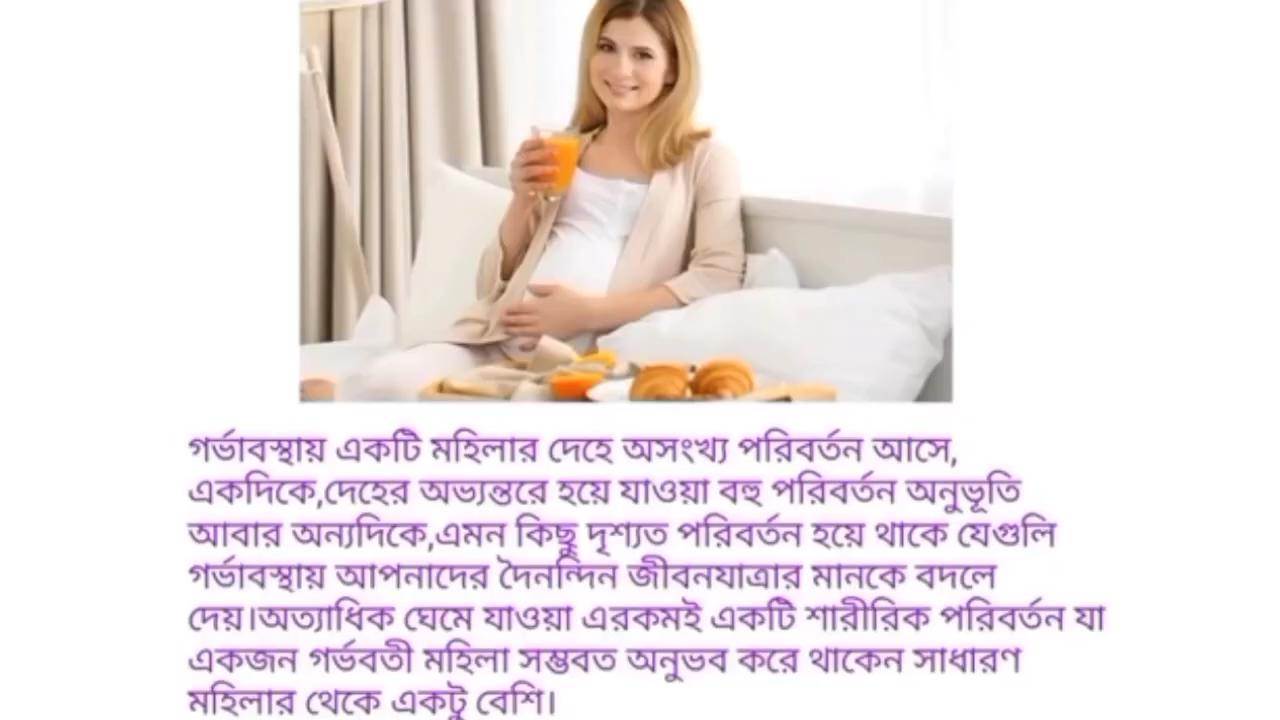 গর্ভাবস্থায় একটি মহিলার দেহে অসংখ্য পরিবর্তন আসে,
একদিকে,দেহের অভ্যন্তরে হয়ে যাওয়া বহু পরিবর্তন অনুভূতি
আবার অন্যদিকে,এমন কিছু দৃশ্যত পরিবর্তন হয়ে থাকে যেগুলি
গর্ভাবস্থায় আপনাদের দৈনন্দিন জীবনযাত্রার মানকে বদলে
দেয়।অত্যাধিক ঘেমে যাওয়া এরকমই একটি শারীরিক পরিবর্তন যা
একজন গর্ভবতী মহিলা সম্ভবত অনুভব করে থাকেন সাধারণ
মহিলার থেকে একটু বেশি।